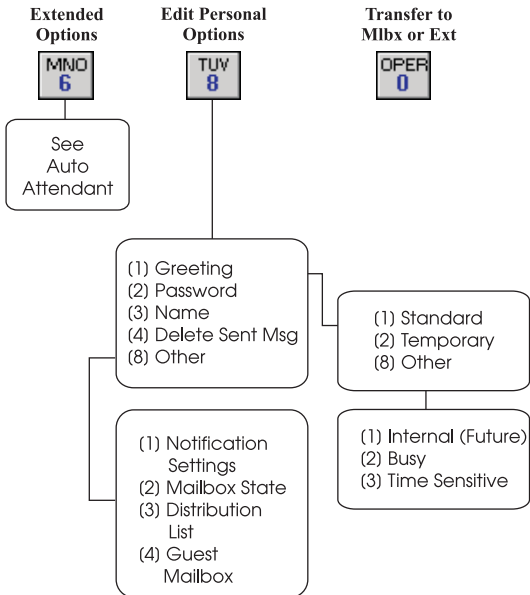 Extended
Options
Edit Personal
Options
Transfer to
Mlbx or Ext
MNO
6
TUV
8
OPER
0
See
Auto
Attendant
(1) Greeting
(2) Password
(3) Name
(4) Delete Sent Msg
(8) Other
(1) Standard
(2) Temporary
(8) Other
(1) Notification
Settings
(2) Mailbox State
(3) Distribution
List
(4) Guest
Mailbox
(1) Internal (Future)
(2) Busy
(3) Time Sensitive